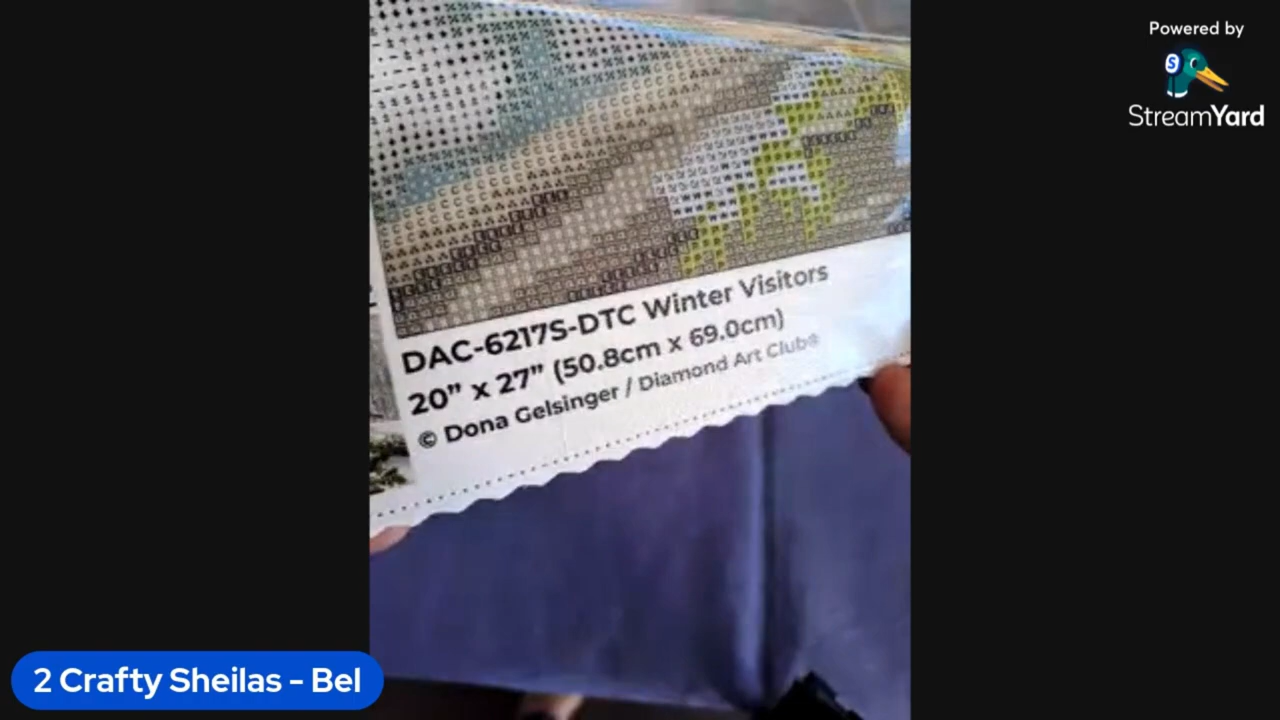 Powered by
StreamYard
DAC-6217S-DTC Winter Visitors
20” x 27” (50.8cm x 69.0cm)
© Dona Gelsinger / Diamond Art Club®
2 Crafty Sheilas - Bel